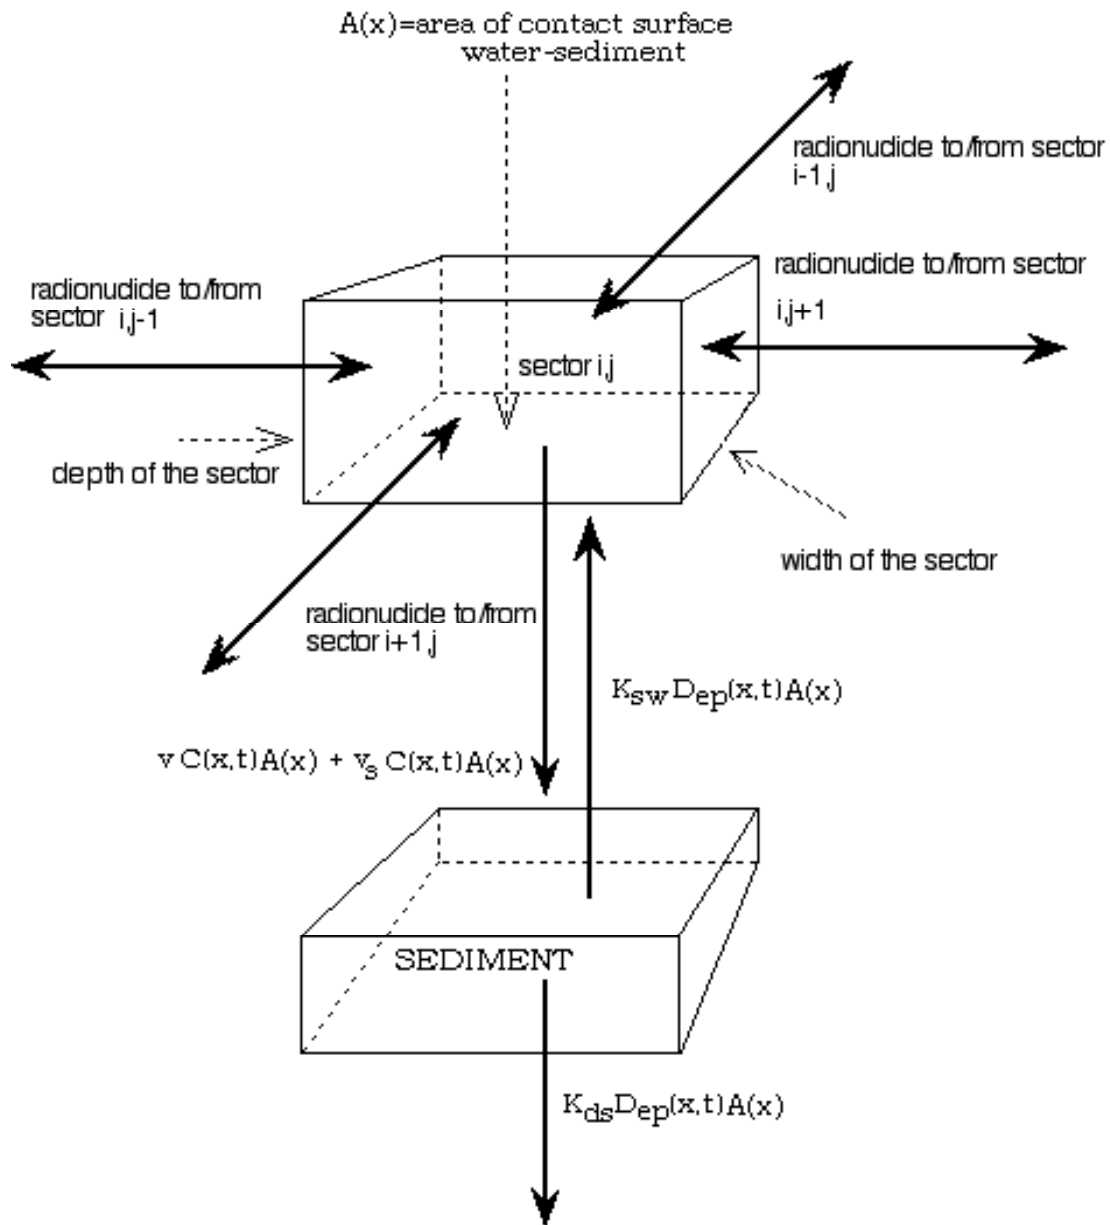 A(x)=area of contact surface
water-sediment
radionudide to/from sector
i-1,j
radionudide to/from sector
i,j+1
radionudide to/from
sector i,j-1
sector i,j
depth of the sector
width of the sector
radionudide to/from
sector i+1,j
K_sw D_ep(x,t)A(x)
v C(x,t)A(x) + v_s C(x,t)A(x)
SEDIMENT
K_ds D_ep(x,t)A(x)